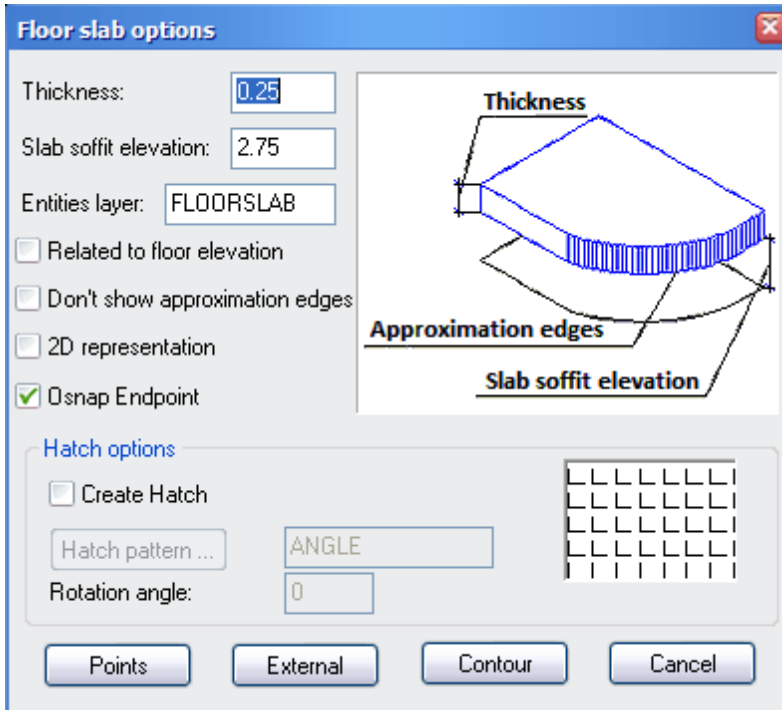 Floor slab options
Thickness: 0.25
Slab soffit elevation: 2.75
Entities layer: FLOORSLAB
Related to floor elevation
Don't show approximation edges
2D representation
Osnap Endpoint
Thickness
Approximation edges
Slab soffit elevation
Hatch options
Create Hatch
Hatch pattern ... ANGLE
Rotation angle: 0
Points External Contour Cancel